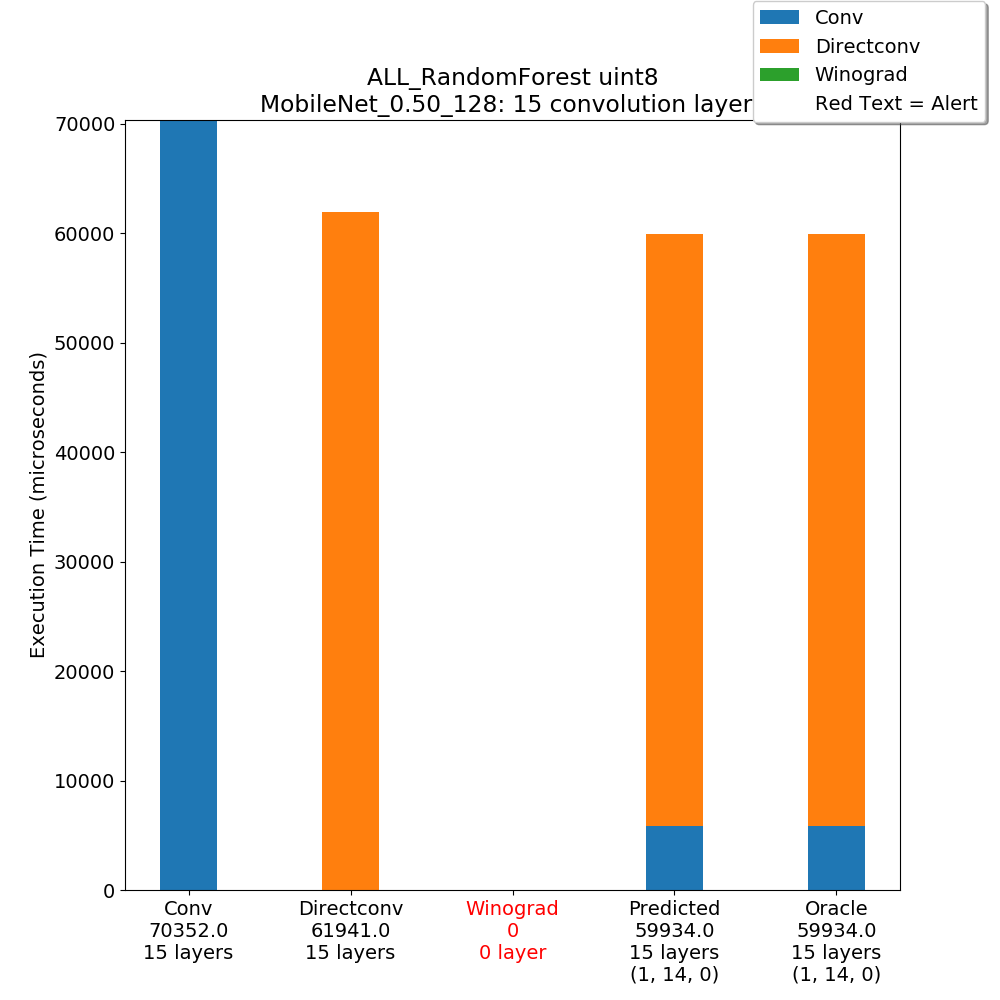 Conv
Directconv
Winograd
Red Text = Alert
ALL_RandomForest uint8
MobileNet_0.50_128: 15 convolution layer
Execution Time (microseconds)
70000
60000
50000
40000
30000
20000
10000
0
Conv
70352.0
15 layers
Directconv
61941.0
15 layers
Winograd
0
0 layer
Predicted
59934.0
15 layers
(1, 14, 0)
Oracle
59934.0
15 layers
(1, 14, 0)